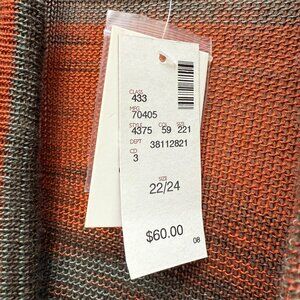 CLASS
433
MFG
70405
STYLE COL SIZE
4375 59 221
DEPT 38112821
CD
3
SIZE
22/24
$60.00
08